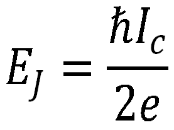 E_J = ħI_c / 2e